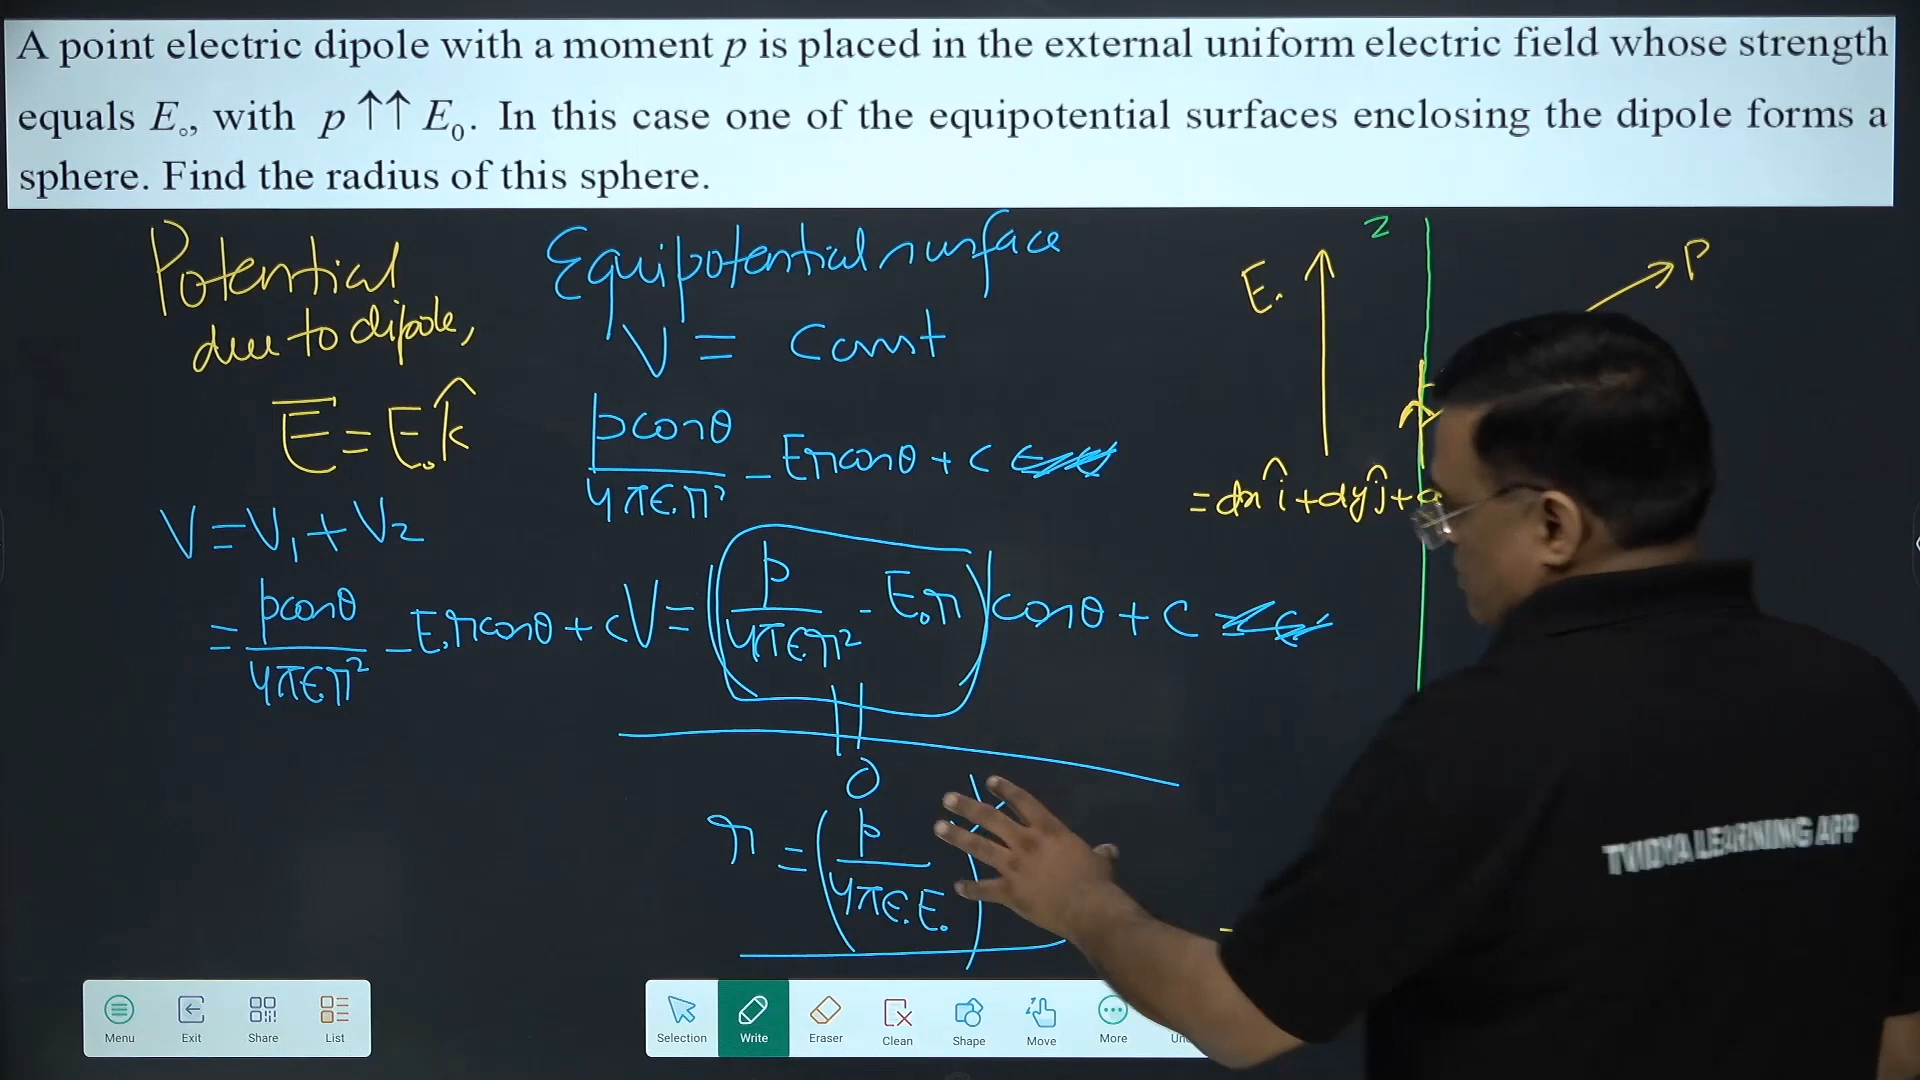 A point electric dipole with a moment p is placed in the external uniform electric field whose strength
equals E₀, with p ↑↑ E₀. In this case one of the equipotential surfaces enclosing the dipole forms a
sphere. Find the radius of this sphere.
Potential
due to dipole,
E̅ = E₀k̂
V = V₁ + V₂
= pcosθ/4πε₀r² - E₀rcosθ + c
Equipotential surface
V = Const
pcosθ/4πε₀r² - Ercosθ + c
V = (p/4πε₀r² - E₀r) cosθ + C
0
r = (p/4πε₀E₀)
Z
E₀
P
= dx î + dy ĵ +
TVIDYA LEARNING APP
Menu
Exit
Share
List
Selection
Write
Eraser
Clean
Shape
Move
More